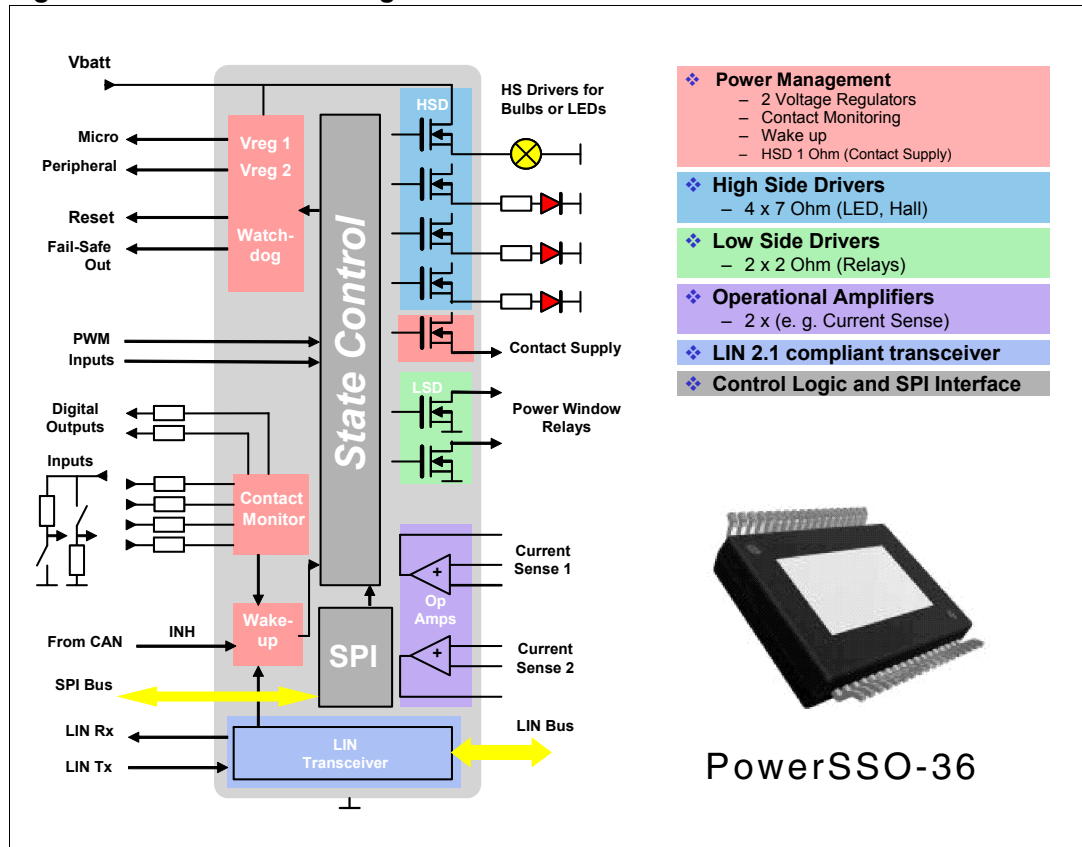 Vbatt
Micro
Peripheral
Reset
Fail-Safe
Out
PWM
Inputs
Digital
Outputs
Inputs
From CAN
INH
SPI Bus
LIN Rx
LIN Tx
Vreg 1
Vreg 2
Watch-
dog
Contact
Monitor
Wake-
up
State Control
SPI
LIN
Transceiver
HSD
LSD
+
Op
Amps
+
HS Drivers for
Bulbs or LEDs
Contact Supply
Power Window
Relays
Current
Sense 1
Current
Sense 2
LIN Bus
❖ Power Management
– 2 Voltage Regulators
– Contact Monitoring
– Wake up
– HSD 1 Ohm (Contact Supply)
❖ High Side Drivers
– 4 x 7 Ohm (LED, Hall)
❖ Low Side Drivers
– 2 x 2 Ohm (Relays)
❖ Operational Amplifiers
– 2 x (e. g. Current Sense)
❖ LIN 2.1 compliant transceiver
❖ Control Logic and SPI Interface
PowerSSO-36